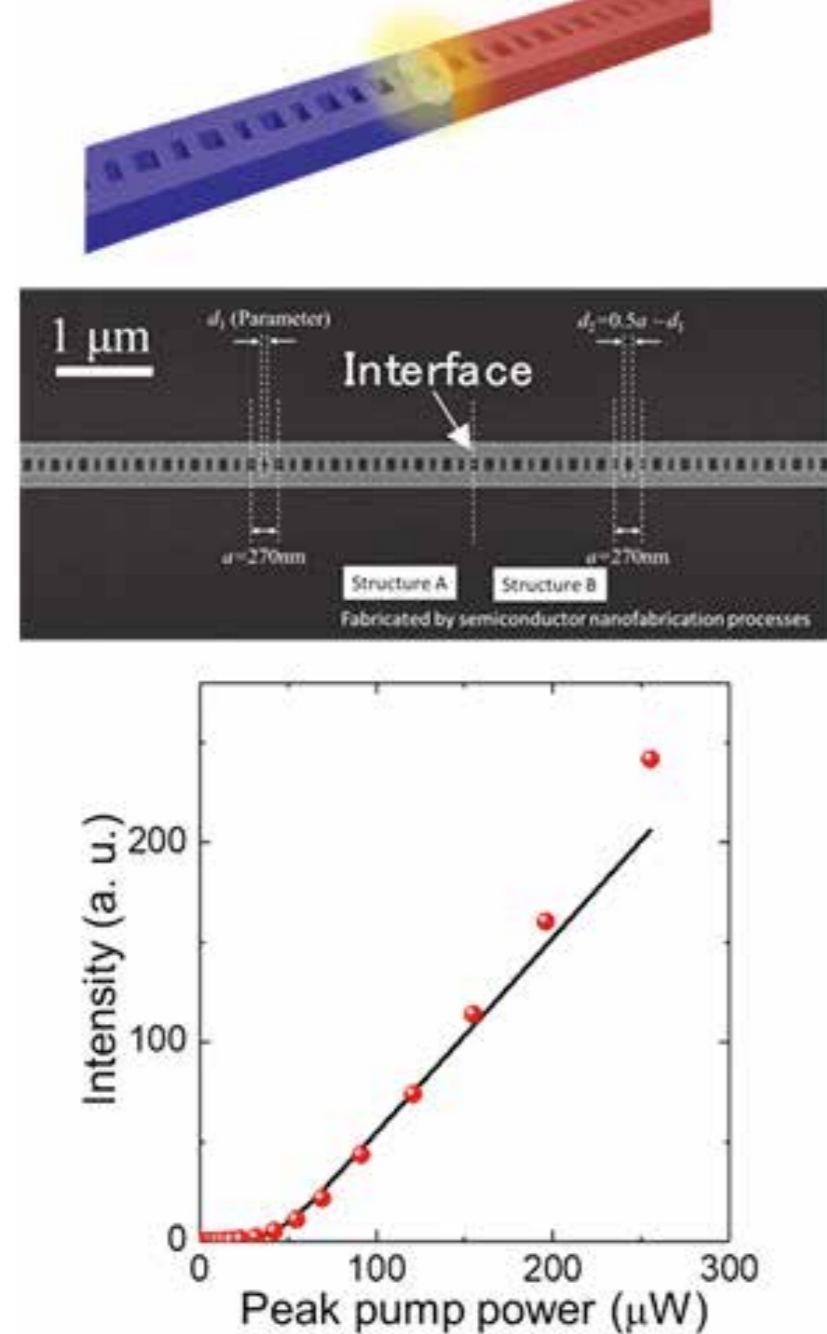 d₁ (Parameter)
d₂=0.5a−d₁
1 μm
Interface
a=270nm
a=270nm
Structure A
Structure B
Fabricated by semiconductor nanofabrication processes
Intensity (a. u.)
200
100
0
0
100
200
300
Peak pump power (μW)